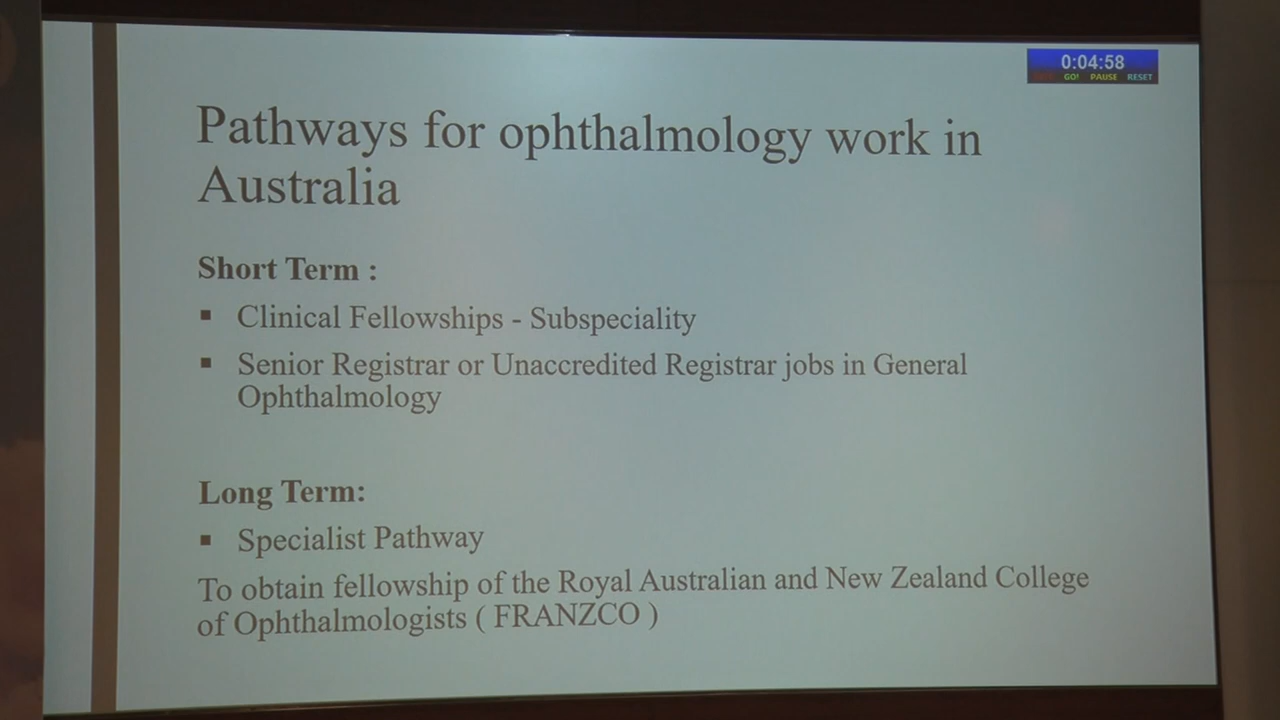 0:04:58
GO! PAUSE RESET
Pathways for ophthalmology work in
Australia
Short Term :
▪ Clinical Fellowships - Subspeciality
▪ Senior Registrar or Unaccredited Registrar jobs in General
Ophthalmology
Long Term:
▪ Specialist Pathway
To obtain fellowship of the Royal Australian and New Zealand College
of Ophthalmologists ( FRANZCO )